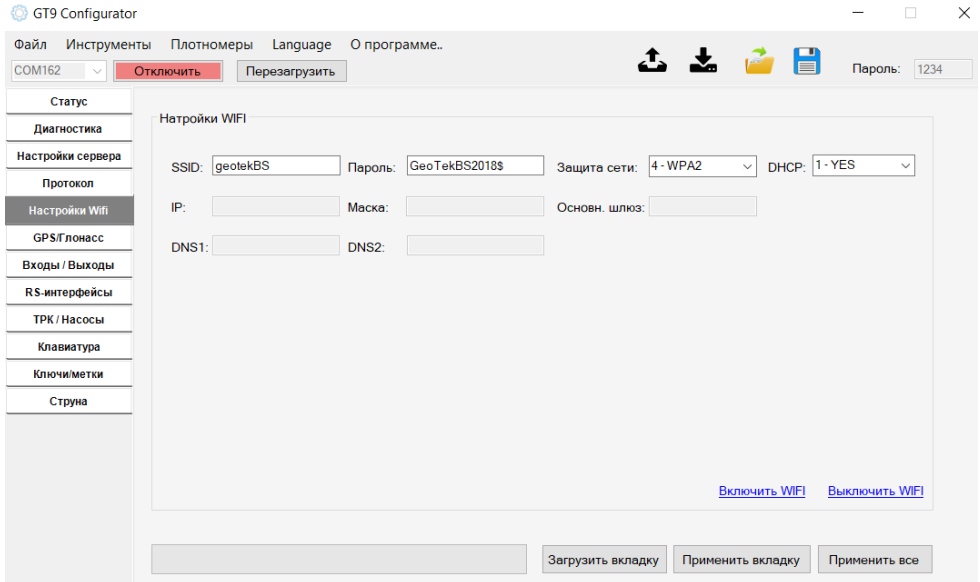 GT9 Configurator
Файл Инструменты Плотномеры Language О программе..
COM162 Отключить Перезагрузить Пароль: 1234
Статус
Диагностика
Настройки сервера
Протокол
Настройки Wifi
GPS/Глонасс
Входы / Выходы
RS-интерфейсы
ТРК / Насосы
Клавиатура
Ключи/метки
Струна
Натройки WIFI
SSID: geotekBS Пароль: GeoTekBS2018$ Защита сети: 4 - WPA2 DHCP: 1 - YES
IP: Маска: Основн. шлюз:
DNS1: DNS2:
Включить WIFI Выключить WIFI
Загрузить вкладку Применить вкладку Применить все